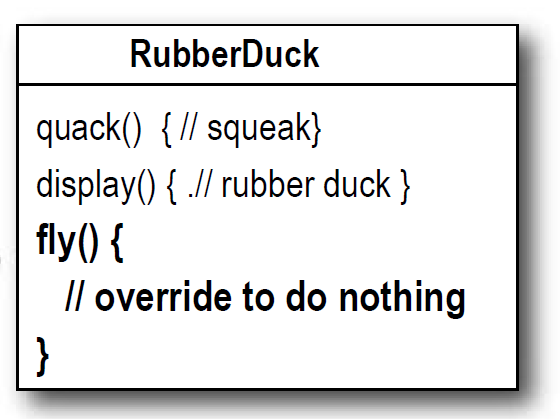 RubberDuck
quack() { // squeak}
display() { .// rubber duck }
fly() {
// override to do nothing
}